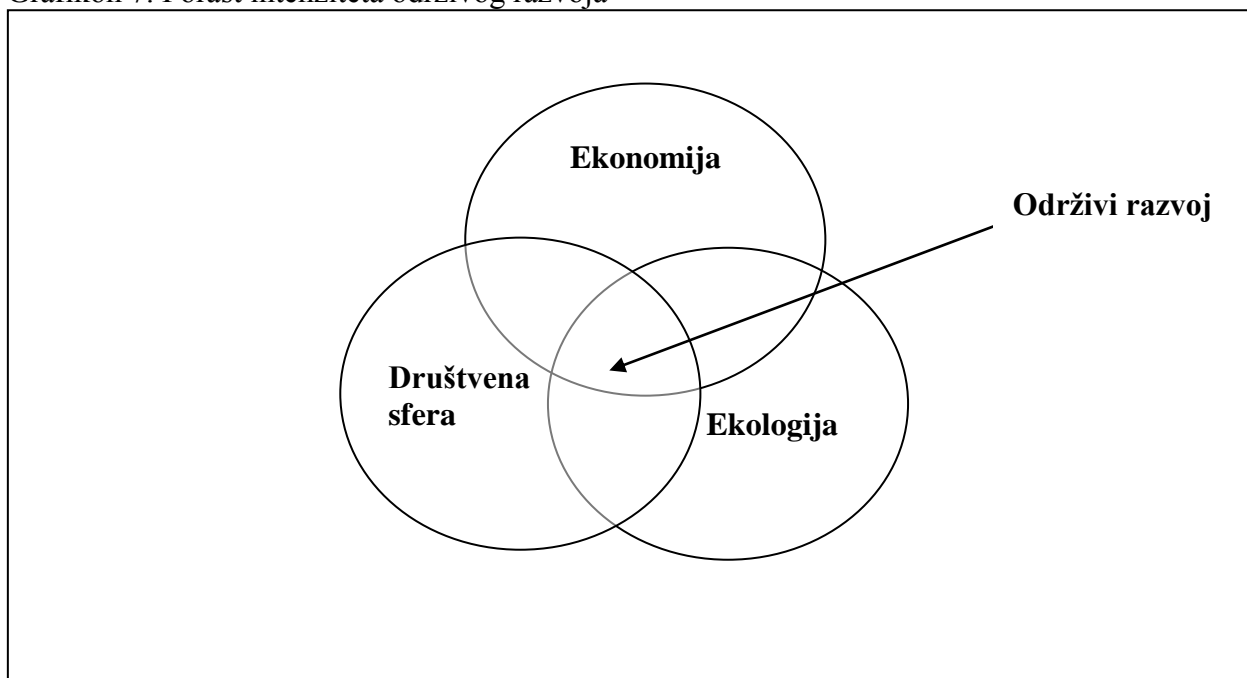 Grafikon 7. Porast intenziteta održivog razvoja
Ekonomija
Održivi razvoj
Društvena
sfera
Ekologija